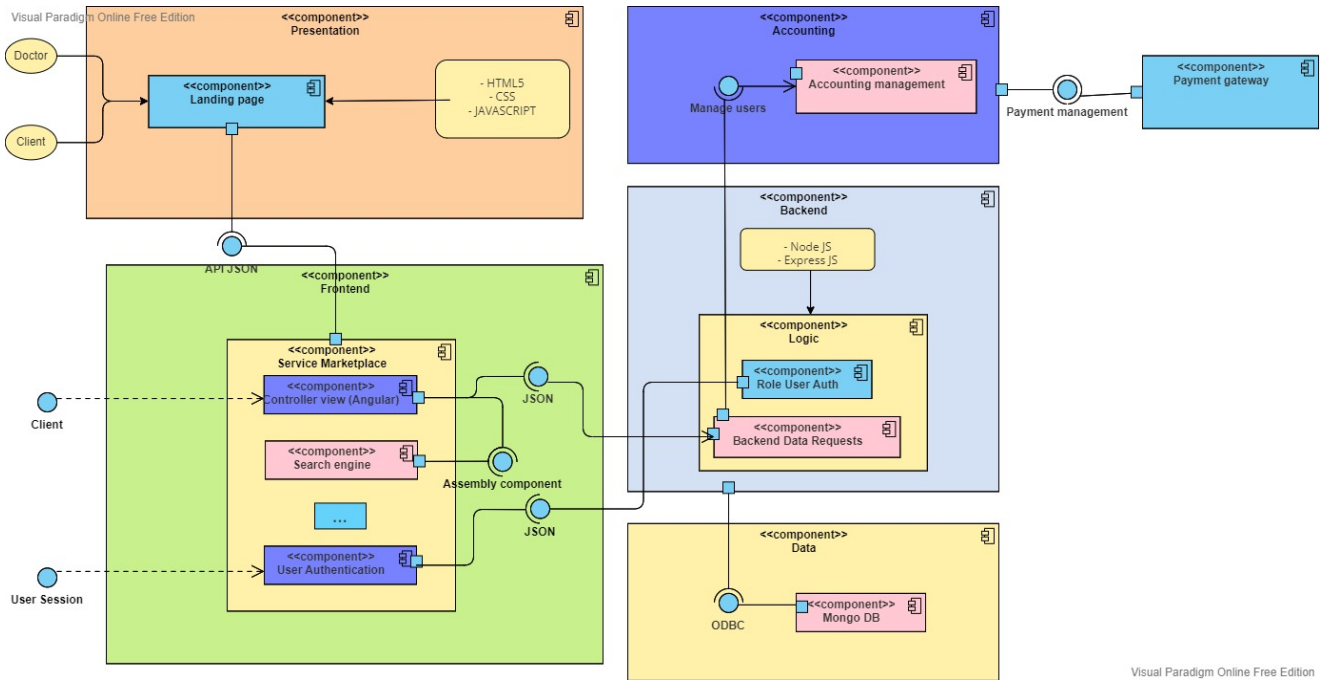 Visual Paradigm Online Free Edition
<<component>>
Presentation
Doctor
Client
<<component>>
Landing page
- HTML5
- CSS
- JAVASCRIPT
API JSON
<<component>>
Frontend
<<component>>
Service Marketplace
<<component>>
Controller view (Angular)
<<component>>
Search engine
...
<<component>>
User Authentication
Client
User Session
JSON
Assembly component
JSON
<<component>>
Accounting
Manage users
<<component>>
Accounting management
Payment management
<<component>>
Payment gateway
<<component>>
Backend
- Node JS
- Express JS
<<component>>
Logic
<<component>>
Role User Auth
<<component>>
Backend Data Requests
<<component>>
Data
ODBC
<<component>>
Mongo DB
Visual Paradigm Online Free Edition